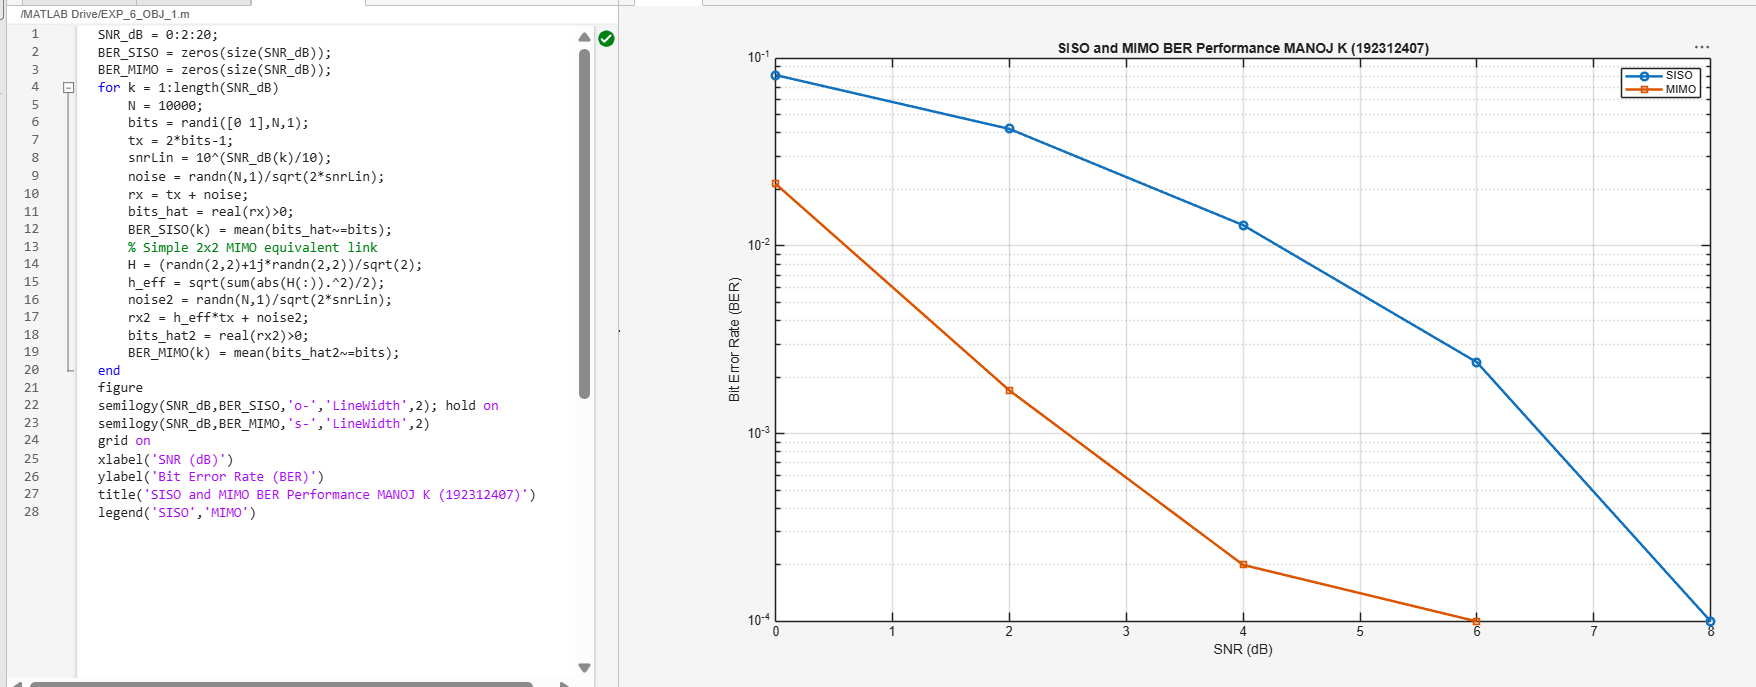 /MATLAB Drive/EXP_6_OBJ_1.m
1 SNR_dB = 0:2:20;
2 BER_SISO = zeros(size(SNR_dB));
3 BER_MIMO = zeros(size(SNR_dB));
4 for k = 1:length(SNR_dB)
5 N = 10000;
6 bits = randi([0 1],N,1);
7 tx = 2*bits-1;
8 snrLin = 10^(SNR_dB(k)/10);
9 noise = randn(N,1)/sqrt(2*snrLin);
10 rx = tx + noise;
11 bits_hat = real(rx)>0;
12 BER_SISO(k) = mean(bits_hat~=bits);
13 % Simple 2x2 MIMO equivalent link
14 H = (randn(2,2)+1j*randn(2,2))/sqrt(2);
15 h_eff = sqrt(sum(abs(H(:)).^2)/2);
16 noise2 = randn(N,1)/sqrt(2*snrLin);
17 rx2 = h_eff*tx + noise2;
18 bits_hat2 = real(rx2)>0;
19 BER_MIMO(k) = mean(bits_hat2~=bits);
20 end
21 figure
22 semilogy(SNR_dB,BER_SISO,'o-','LineWidth',2); hold on
23 semilogy(SNR_dB,BER_MIMO,'s-','LineWidth',2)
24 grid on
25 xlabel('SNR (dB)')
26 ylabel('Bit Error Rate (BER)')
27 title('SISO and MIMO BER Performance MANOJ K (192312407)')
28 legend('SISO','MIMO')
SISO and MIMO BER Performance MANOJ K (192312407)
SISO
MIMO
10^-1
10^-2
10^-3
10^-4
Bit Error Rate (BER)
0 1 2 3 4 5 6 7 8
SNR (dB)